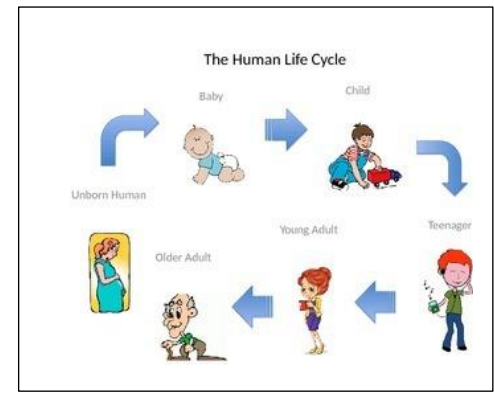 The Human Life Cycle
Baby
Child
Unborn Human
Teenager
Young Adult
Older Adult